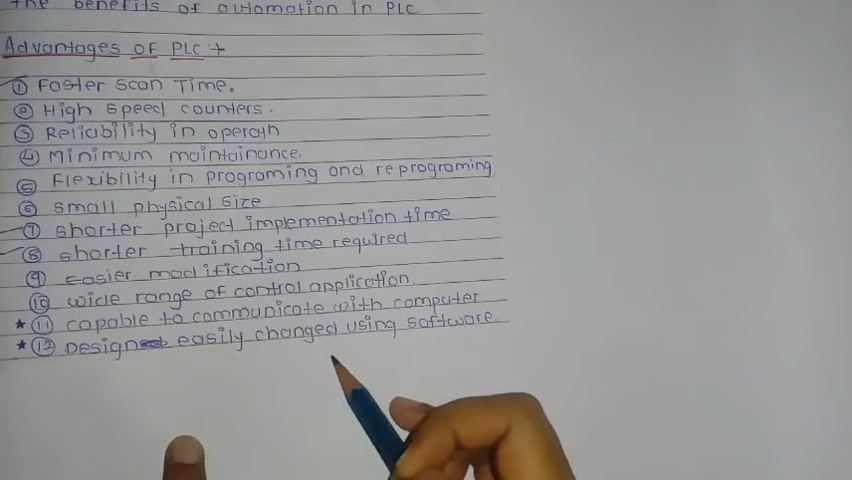 the benefits of automation in PLC
Advantages of PLC →
① Faster scan Time.
② High speed counters.
③ Reliability in operatn
④ Minimum maintainance.
⑤ Flexibility in programing and reprograming
⑥ small physical size
⑦ shorter project implementation time
⑧ shorter training time required
⑨ easier modification
⑩ wide range of control application.
★ ⑪ capable to communicate with computer
★ ⑫ Design easily changed using software.